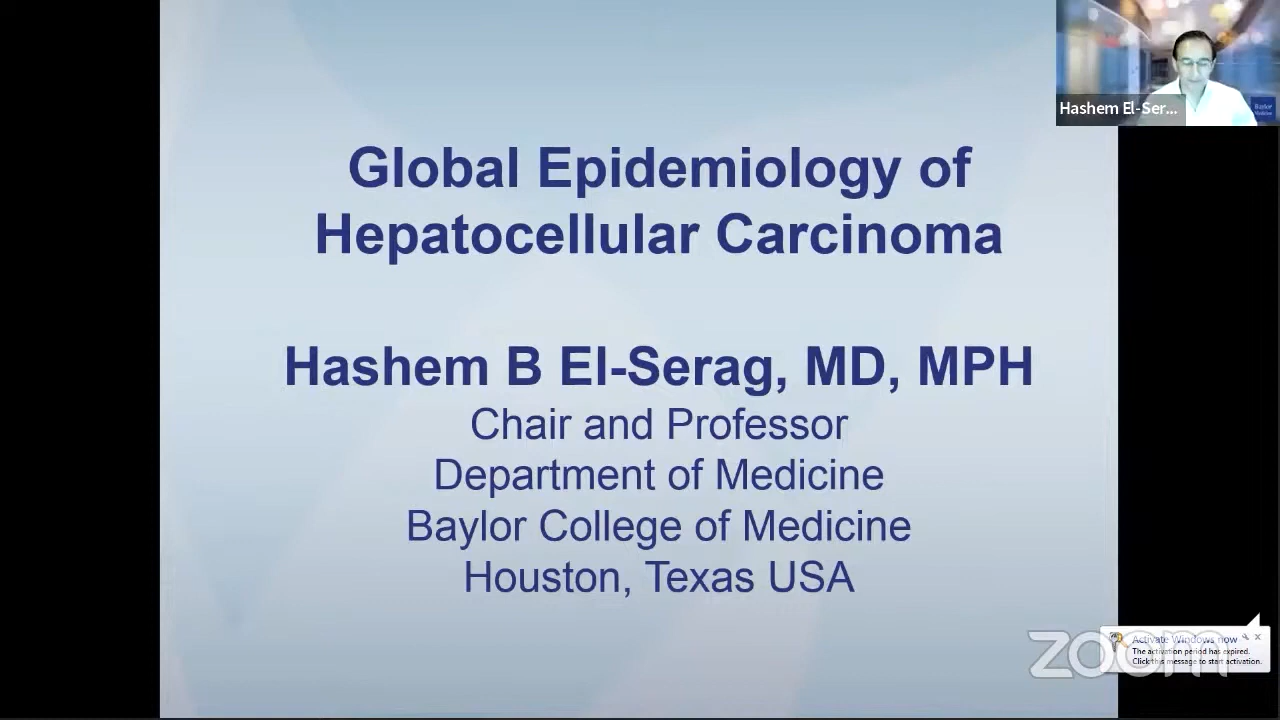 Hashem El-Ser...
Baylor
Medicine
Global Epidemiology of
Hepatocellular Carcinoma
Hashem B El-Serag, MD, MPH
Chair and Professor
Department of Medicine
Baylor College of Medicine
Houston, Texas USA
zoom
Activate Windows now
The activation period has expired.
Click this message to start activation.